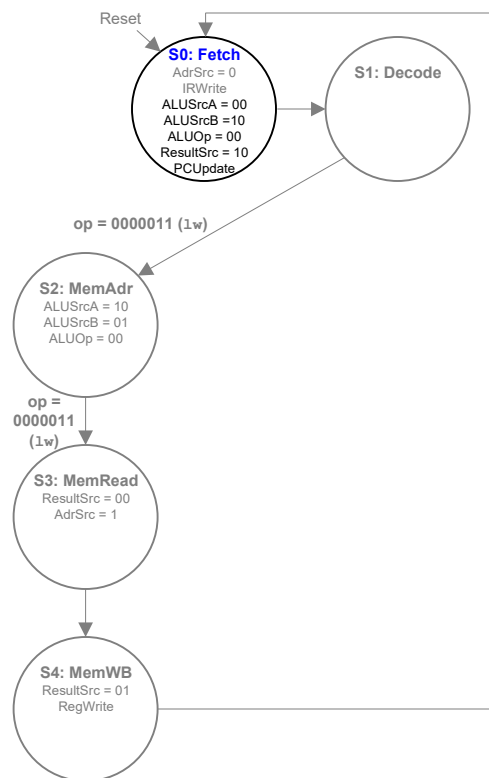 Reset
S0: Fetch
AdrSrc = 0
IRWrite
ALUSrcA = 00
ALUSrcB =10
ALUOp = 00
ResultSrc = 10
PCUpdate
S1: Decode
op = 0000011 (lw)
S2: MemAdr
ALUSrcA = 10
ALUSrcB = 01
ALUOp = 00
op =
0000011
(lw)
S3: MemRead
ResultSrc = 00
AdrSrc = 1
S4: MemWB
ResultSrc = 01
RegWrite